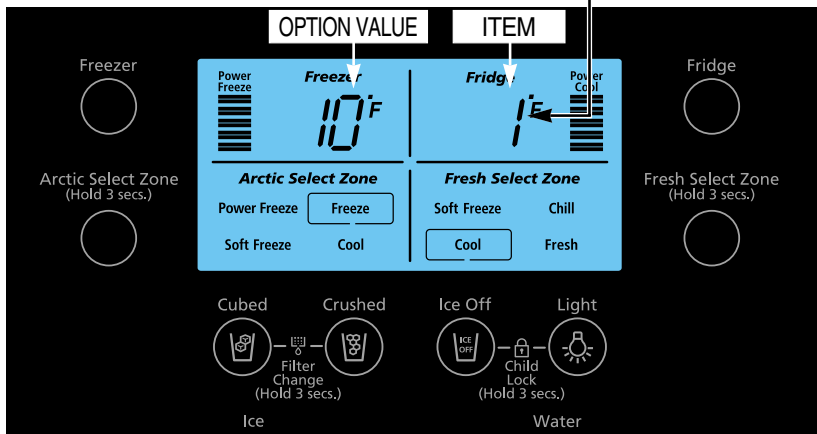 OPTION VALUE ITEM
Freezer
Fridge
Power Freeze
Freezer
10°F
Fridge
1°F
Power Cool
Arctic Select Zone
(Hold 3 secs.)
Fresh Select Zone
(Hold 3 secs.)
Arctic Select Zone
Power Freeze Freeze
Soft Freeze Cool
Fresh Select Zone
Soft Freeze Chill
Cool Fresh
Cubed Crushed
Ice Off Light
ICE OFF
Filter
Change
(Hold 3 secs.)
Child
Lock
(Hold 3 secs.)
Ice
Water